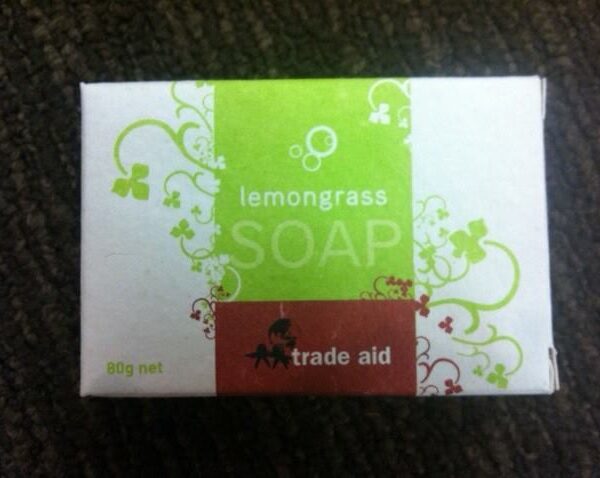 lemongrass
SOAP
trade aid
80g net